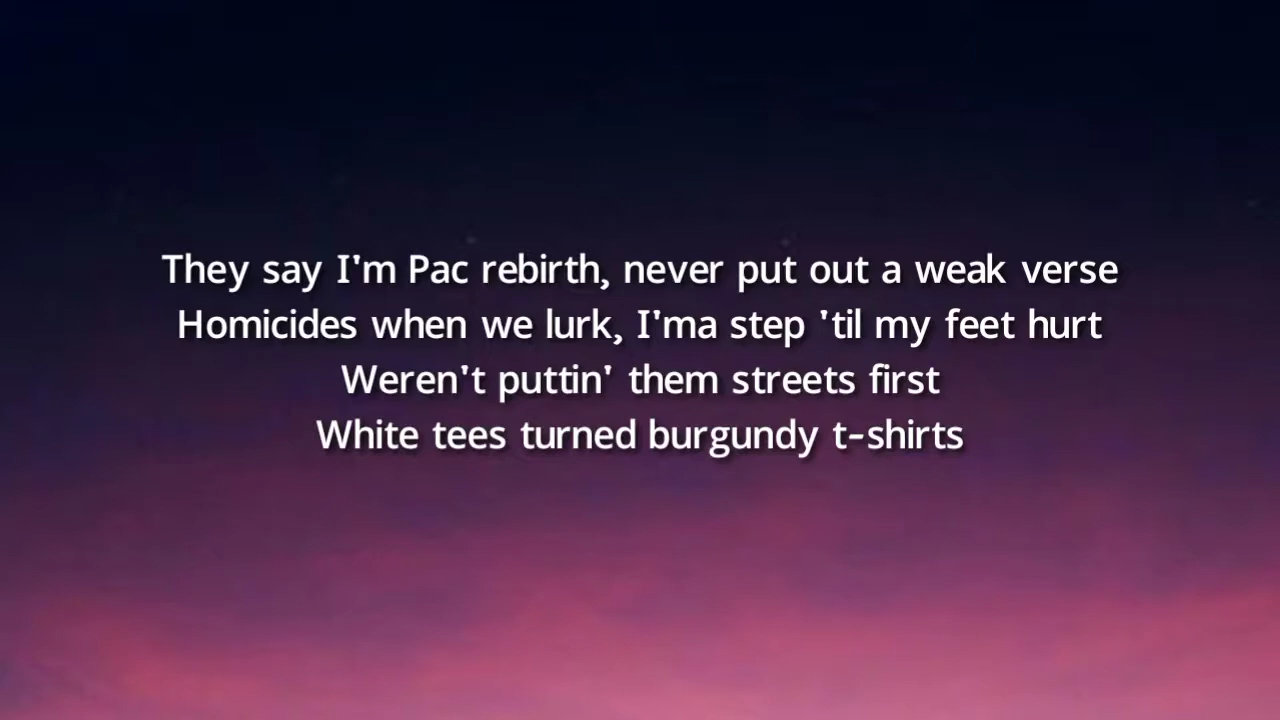 They say I'm Pac rebirth, never put out a weak verse
Homicides when we lurk, I'ma step 'til my feet hurt
Weren't puttin' them streets first
White tees turned burgundy t-shirts